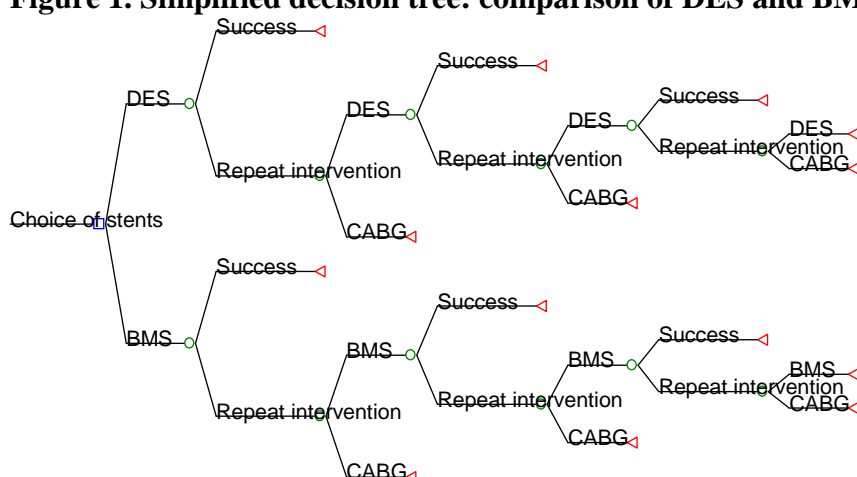 Figure 1. Simplified decision tree: comparison of DES and BM
Success
DES
Repeat intervention
DES
Success
Repeat intervention
CABG
DES
Success
Repeat intervention
CABG
DES
CABG
Choice of stents
BMS
Success
Repeat intervention
BMS
Success
Repeat intervention
CABG
BMS
Success
Repeat intervention
CABG
BMS
CABG